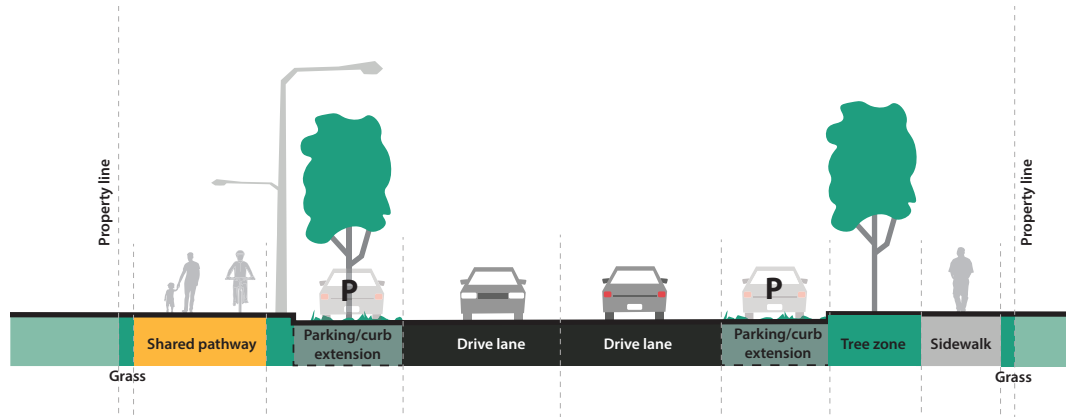 Property line
Property line
P
P
Shared pathway
Parking/curb
extension
Drive lane
Drive lane
Parking/curb
extension
Tree zone
Sidewalk
Grass
Grass